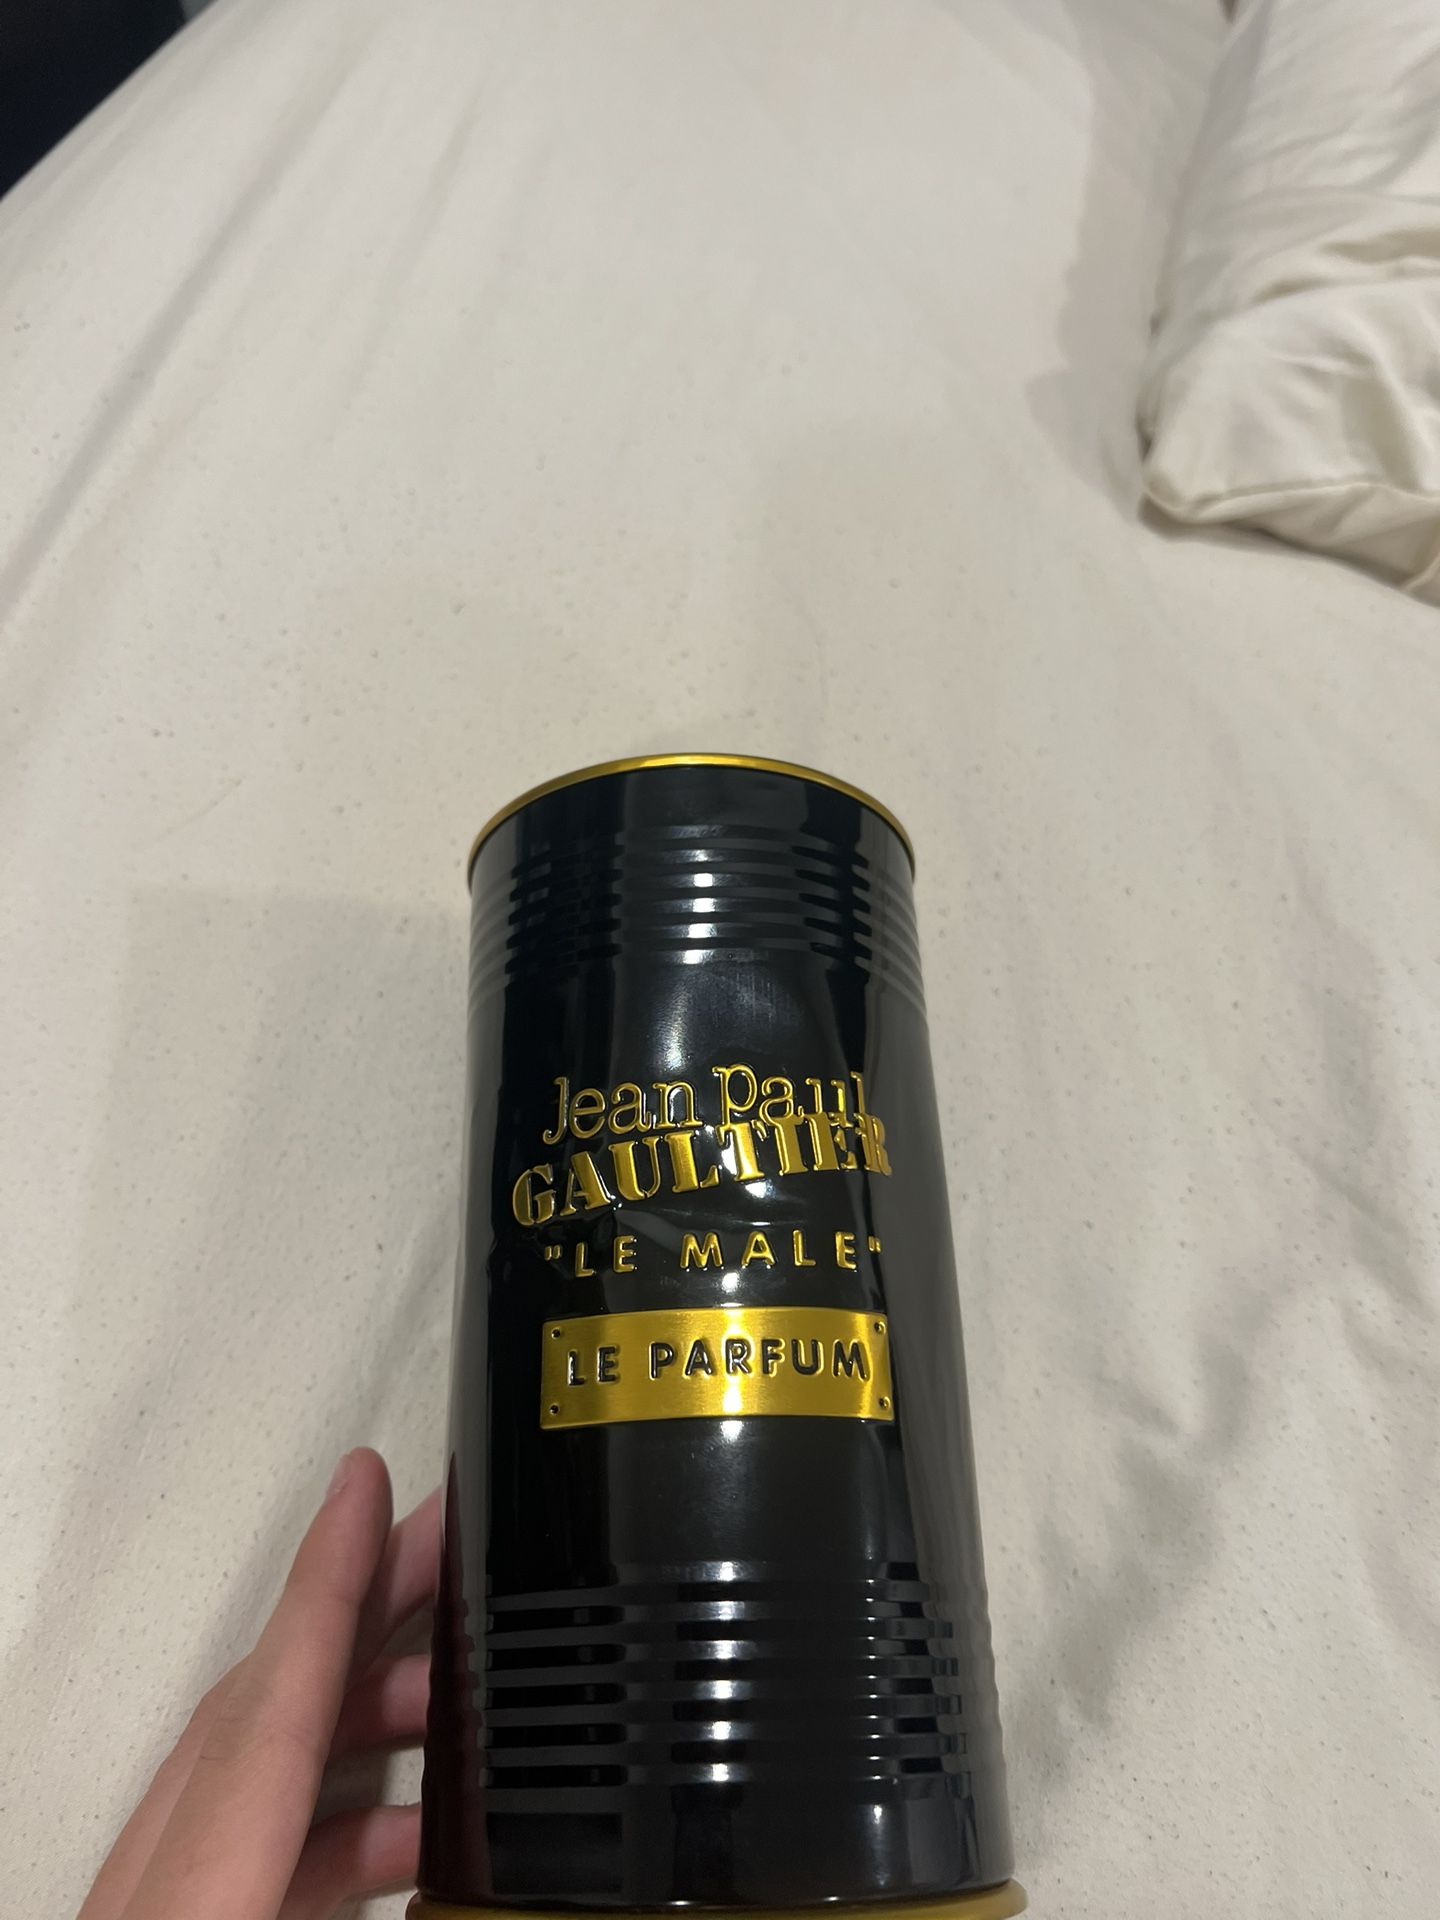 Jean Paul
GAULTIER
"LE MALE"
LE PARFUM